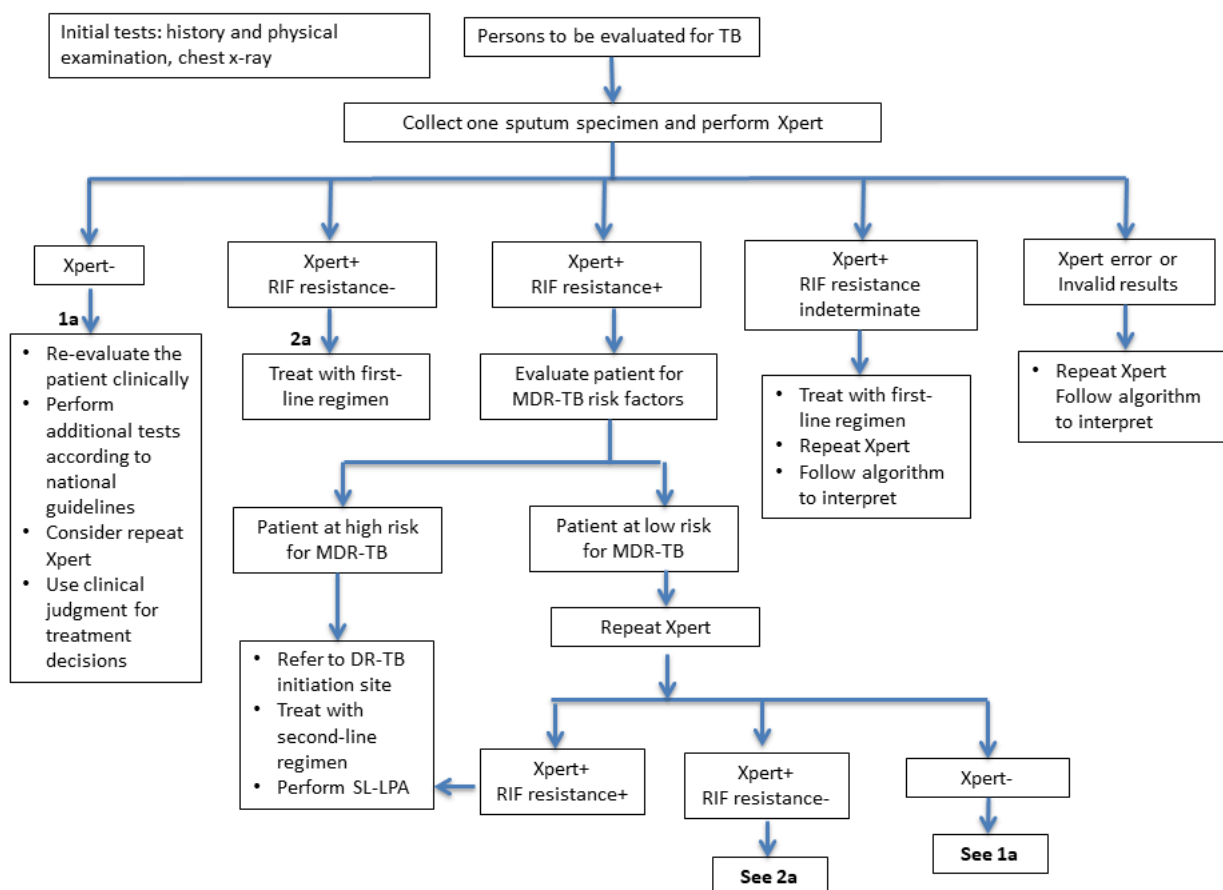 Initial tests: history and physical
examination, chest x-ray
Persons to be evaluated for TB
Collect one sputum specimen and perform Xpert
Xpert-
Xpert+
RIF resistance-
Xpert+
RIF resistance+
Xpert+
RIF resistance
indeterminate
Xpert error or
Invalid results
1a
• Re-evaluate the
patient clinically
• Perform
additional tests
according to
national
guidelines
• Consider repeat
Xpert
• Use clinical
judgment for
treatment
decisions
2a
Treat with first-
line regimen
Evaluate patient for
MDR-TB risk factors
• Treat with first-
line regimen
• Repeat Xpert
• Follow algorithm
to interpret
• Repeat Xpert
Follow algorithm
to interpret
Patient at high risk
for MDR-TB
Patient at low risk
for MDR-TB
Repeat Xpert
• Refer to DR-TB
initiation site
• Treat with
second-line
regimen
• Perform SL-LPA
Xpert+
RIF resistance+
Xpert+
RIF resistance-
Xpert-
See 2a
See 1a